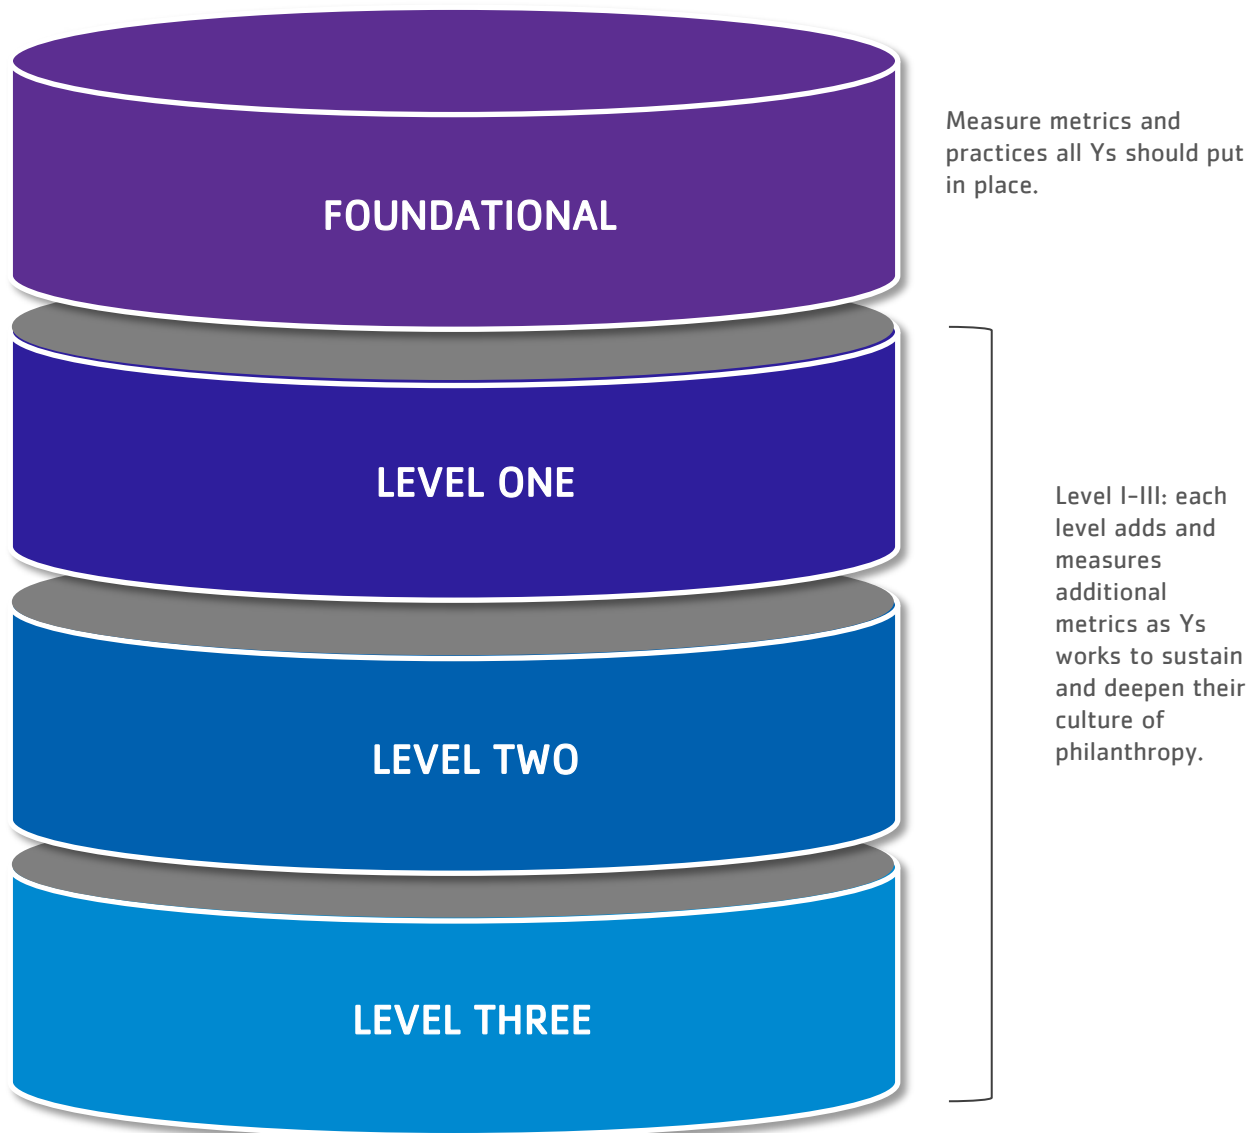 Measure metrics and
practices all Ys should put
in place.
FOUNDATIONAL
LEVEL ONE
Level I-III: each
level adds and
measures
additional
metrics as Ys
works to sustain
and deepen their
culture of
philanthropy.
LEVEL TWO
LEVEL THREE